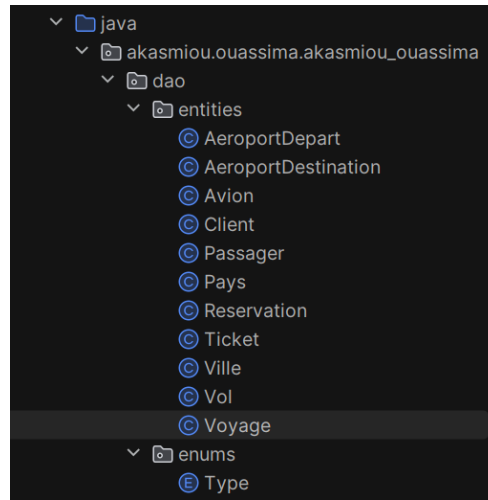 java
akasmiou.ouassima.akasmiou_ouassima
dao
entities
C AeroportDepart
C AeroportDestination
C Avion
C Client
C Passager
C Pays
C Reservation
C Ticket
C Ville
C Vol
C Voyage
enums
E Type